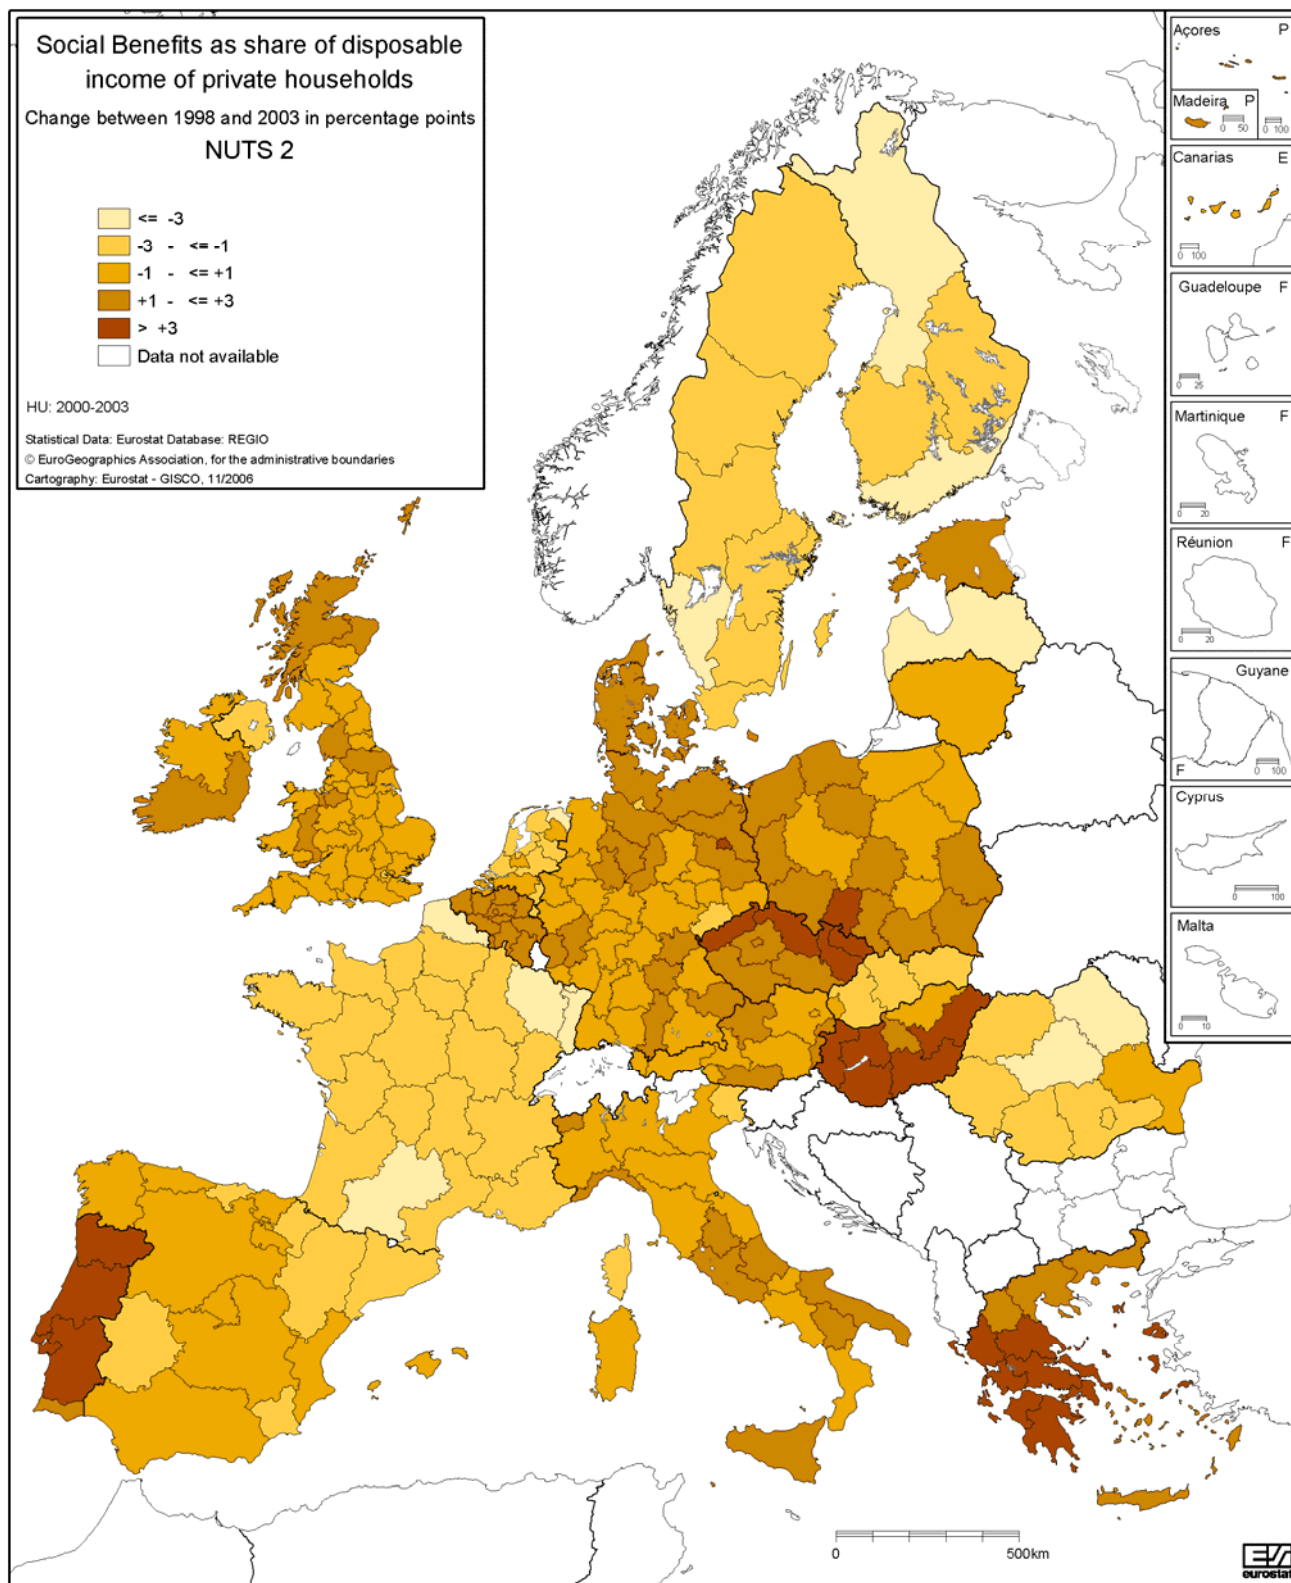 Social Benefits as share of disposable
income of private households
Change between 1998 and 2003 in percentage points
NUTS 2
<= -3
-3 - <= -1
-1 - <= +1
+1 - <= +3
> +3
Data not available
HU: 2000-2003
Statistical Data: Eurostat Database: REGIO
© EuroGeographics Association, for the administrative boundaries
Cartography: Eurostat - GISCO, 11/2006
Açores P
Madeira P
0 50
0 100
Canarias E
0 100
Guadeloupe F
0 25
Martinique F
0 20
Réunion F
0 20
Guyane
F
0 100
Cyprus
0 100
Malta
0 10
0 500km
eurostat